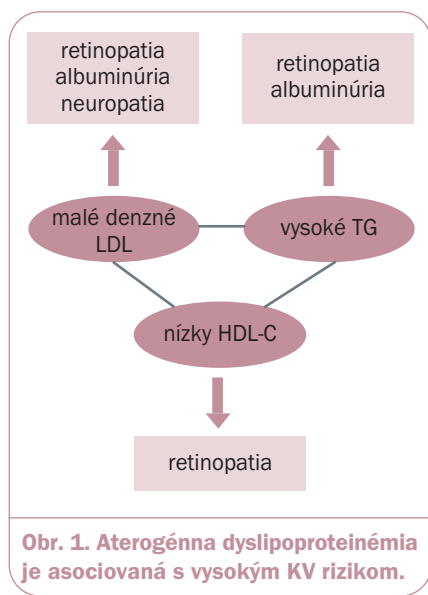 retinopatia
albuminúria
neuropatia
retinopatia
albuminúria
malé denzné
LDL
vysoké TG
nízky HDL-C
retinopatia
Obr. 1. Aterogénna dyslipoproteinémia
je asociovaná s vysokým KV rizikom.